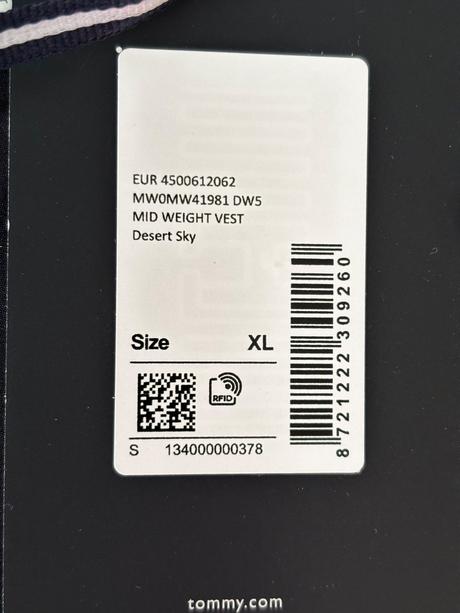 EUR 4500612062
MW0MW41981 DW5
MID WEIGHT VEST
Desert Sky
Size XL
RFID
S 134000000378
8 721222 309260
tommy.com